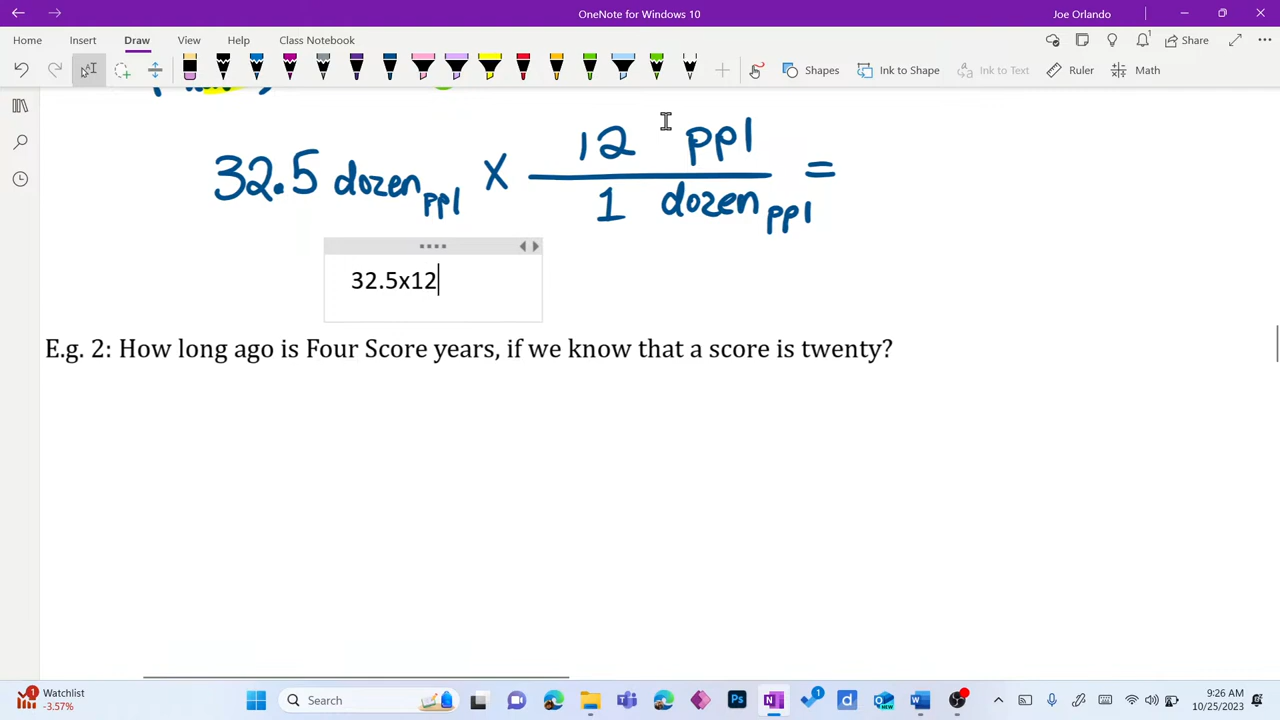 OneNote for Windows 10
Joe Orlando
Home Insert Draw View Help Class Notebook
Share
Shapes Ink to Shape Ink to Text Ruler Math
12 ppl
32.5 dozen ppl x =
1 dozen ppl
32.5x12
E.g. 2: How long ago is Four Score years, if we know that a score is twenty?
1
Watchlist
-3.57%
Search
Ps
N
d
W
1
9:26 AM
10/25/2023